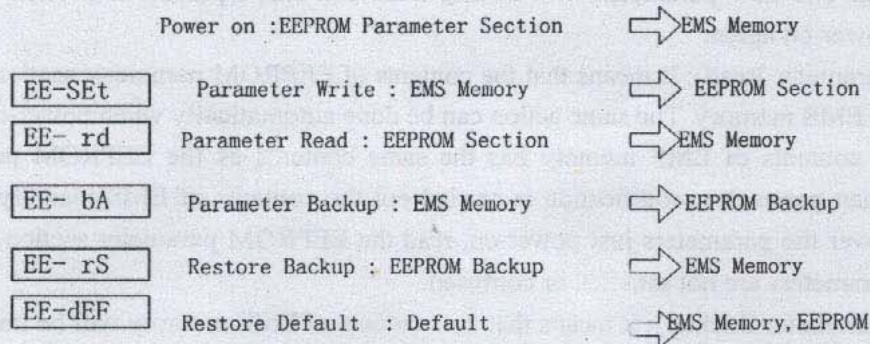 Power on :EEPROM Parameter Section EMS Memory
EE-SEt Parameter Write : EMS Memory EEPROM Section
EE- rd Parameter Read : EEPROM Section EMS Memory
EE- bA Parameter Backup : EMS Memory EEPROM Backup
EE- rS Restore Backup : EEPROM Backup EMS Memory
EE-dEF Restore Default : Default EMS Memory,EEPROM